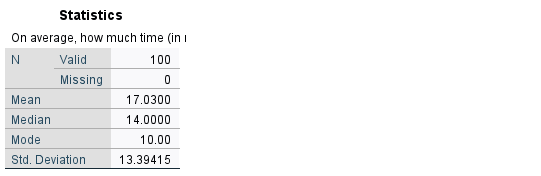 Statistics
On average, how much time (in
N Valid 100
Missing 0
Mean 17.0300
Median 14.0000
Mode 10.00
Std. Deviation 13.39415